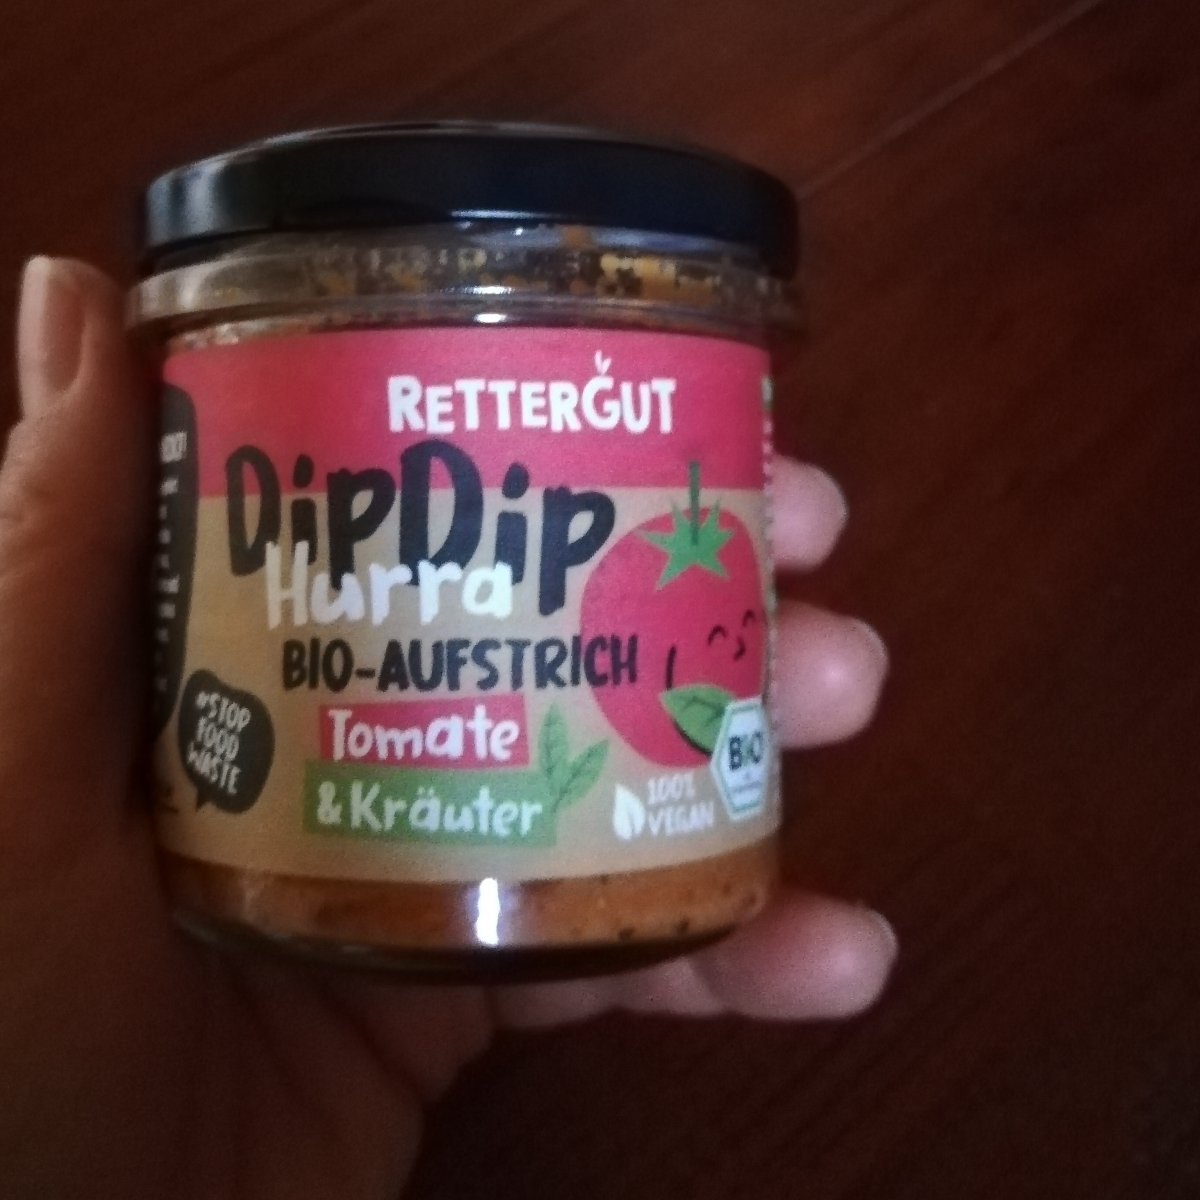 RETTERGUT
DipDip
Hurra
BIO-AUFSTRICH
Tomate
& Kräuter
#STOP
FOOD
WASTE
100%
VEGAN
BIO